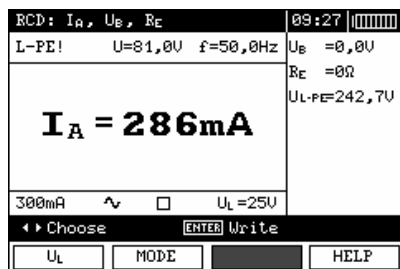 RCD: IA, UB, RE 09:27
L-PE! U=81,0V f=50,0Hz
UB =0,0V
RE =0Ω
UL-PE=242,7V
IA = 286mA
300mA UL=25V
Choose ENTER Write
UL MODE HELP